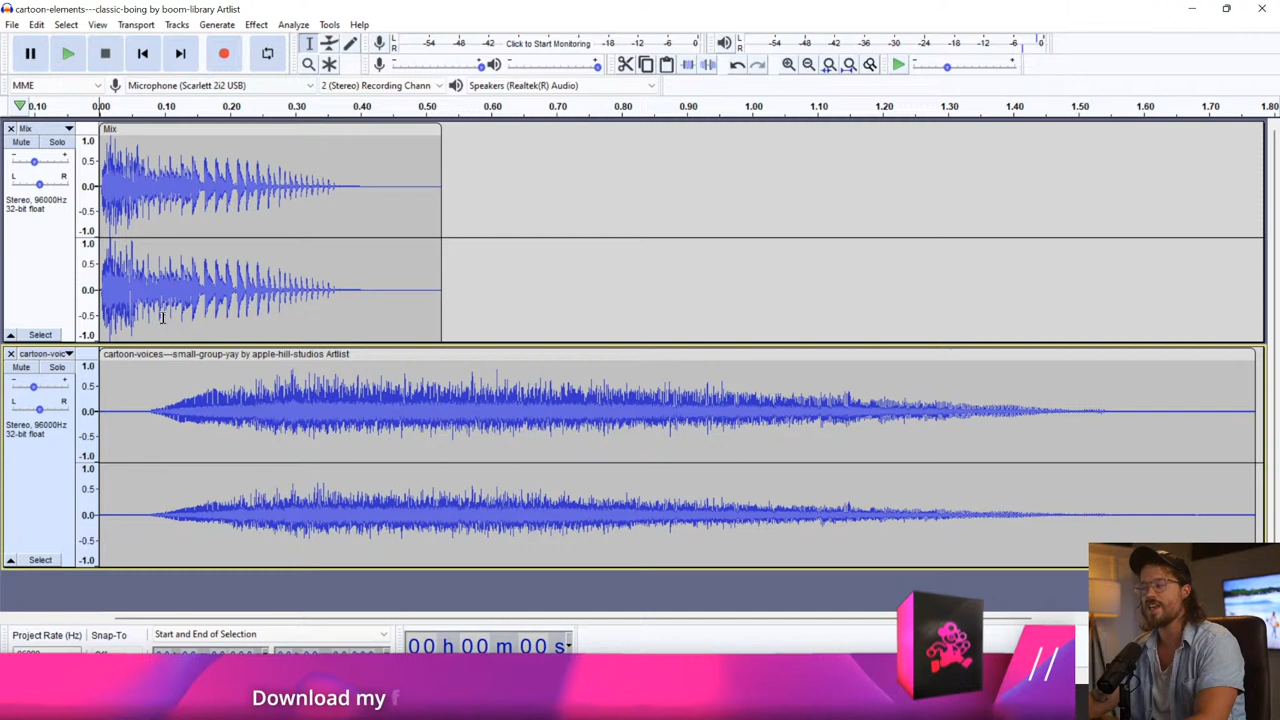 cartoon-elements---classic-boing by boom-library Artlist
File Edit Select View Transport Tracks Generate Effect Analyze Tools Help
L R -54 -48 -42 Click to Start Monitoring -18 -12 -6 0 L R -54 -48 -42 -36 -30 -24 -18 -12 -6 0
MME Microphone (Scarlett 2i2 USB) 2 (Stereo) Recording Chann Speakers (Realtek(R) Audio)
0.10 0.00 0.10 0.20 0.30 0.40 0.50 0.60 0.70 0.80 0.90 1.00 1.10 1.20 1.30 1.40 1.50 1.60 1.70 1.80
Mix Mix
Mute Solo 1.0
- + 0.5
L R 0.0
Stereo, 96000Hz -0.5
32-bit float
-1.0
1.0
0.5
0.0
-0.5
Select -1.0
cartoon-voic cartoon-voices---small-group-yay by apple-hill-studios Artlist
Mute Solo 1.0
- + 0.5
L R 0.0
Stereo, 96000Hz -0.5
32-bit float
-1.0
1.0
0.5
0.0
-0.5
Select -1.0
Project Rate (Hz) Snap-To Start and End of Selection 00 h 00 m 00 s
Download my
//